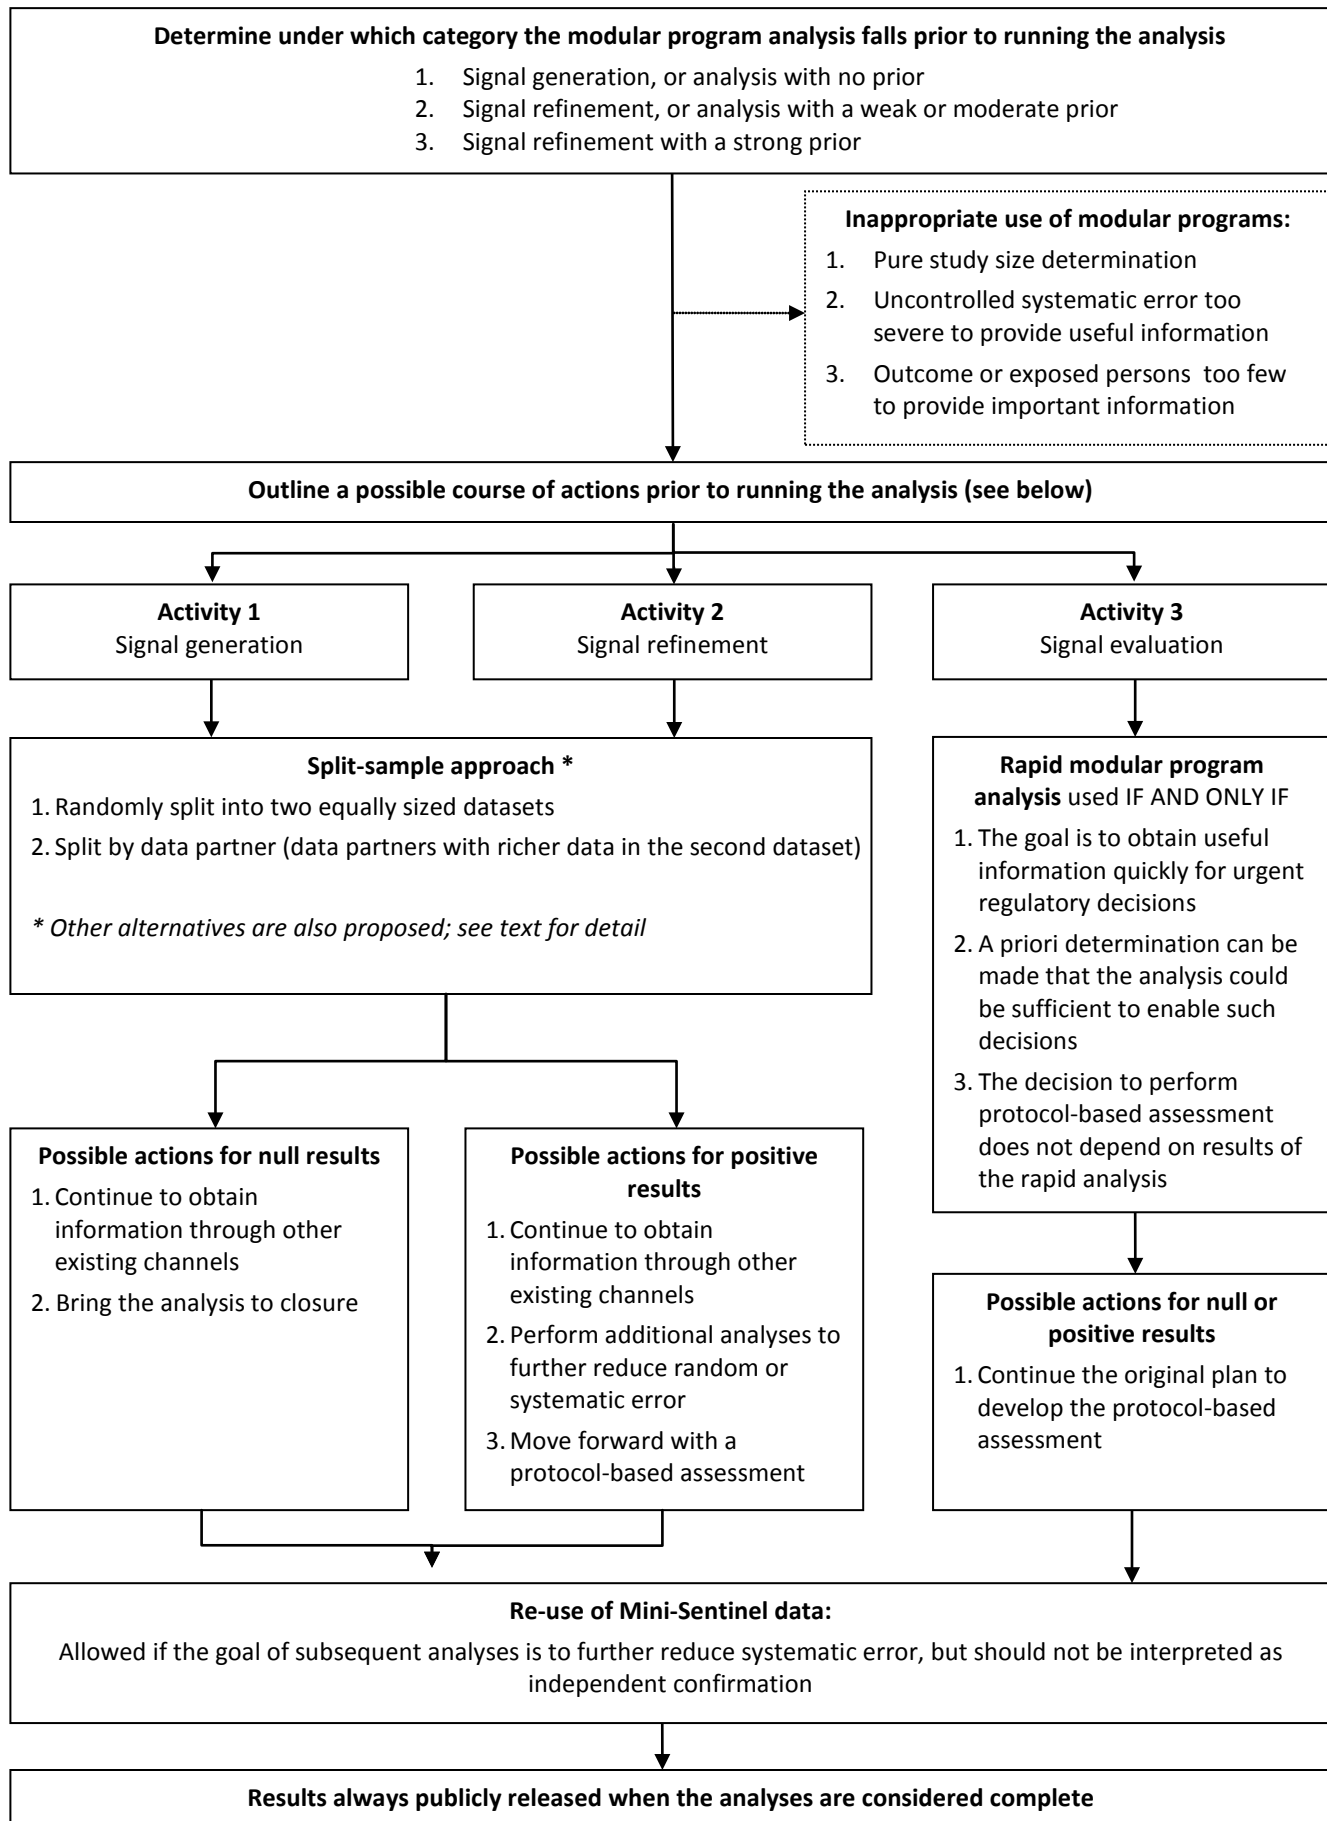 Determine under which category the modular program analysis falls prior to running the analysis
1. Signal generation, or analysis with no prior
2. Signal refinement, or analysis with a weak or moderate prior
3. Signal refinement with a strong prior
Inappropriate use of modular programs:
1. Pure study size determination
2. Uncontrolled systematic error too
severe to provide useful information
3. Outcome or exposed persons too few
to provide important information
Outline a possible course of actions prior to running the analysis (see below)
Activity 1
Signal generation
Activity 2
Signal refinement
Activity 3
Signal evaluation
Split-sample approach *
1. Randomly split into two equally sized datasets
2. Split by data partner (data partners with richer data in the second dataset)
* Other alternatives are also proposed; see text for detail
Rapid modular program
analysis used IF AND ONLY IF
1. The goal is to obtain useful
information quickly for urgent
regulatory decisions
2. A priori determination can be
made that the analysis could
be sufficient to enable such
decisions
3. The decision to perform
protocol-based assessment
does not depend on results of
the rapid analysis
Possible actions for null results
1. Continue to obtain
information through other
existing channels
2. Bring the analysis to closure
Possible actions for positive
results
1. Continue to obtain
information through other
existing channels
2. Perform additional analyses to
further reduce random or
systematic error
3. Move forward with a
protocol-based assessment
Possible actions for null or
positive results
1. Continue the original plan to
develop the protocol-based
assessment
Re-use of Mini-Sentinel data:
Allowed if the goal of subsequent analyses is to further reduce systematic error, but should not be interpreted as
independent confirmation
Results always publicly released when the analyses are considered complete